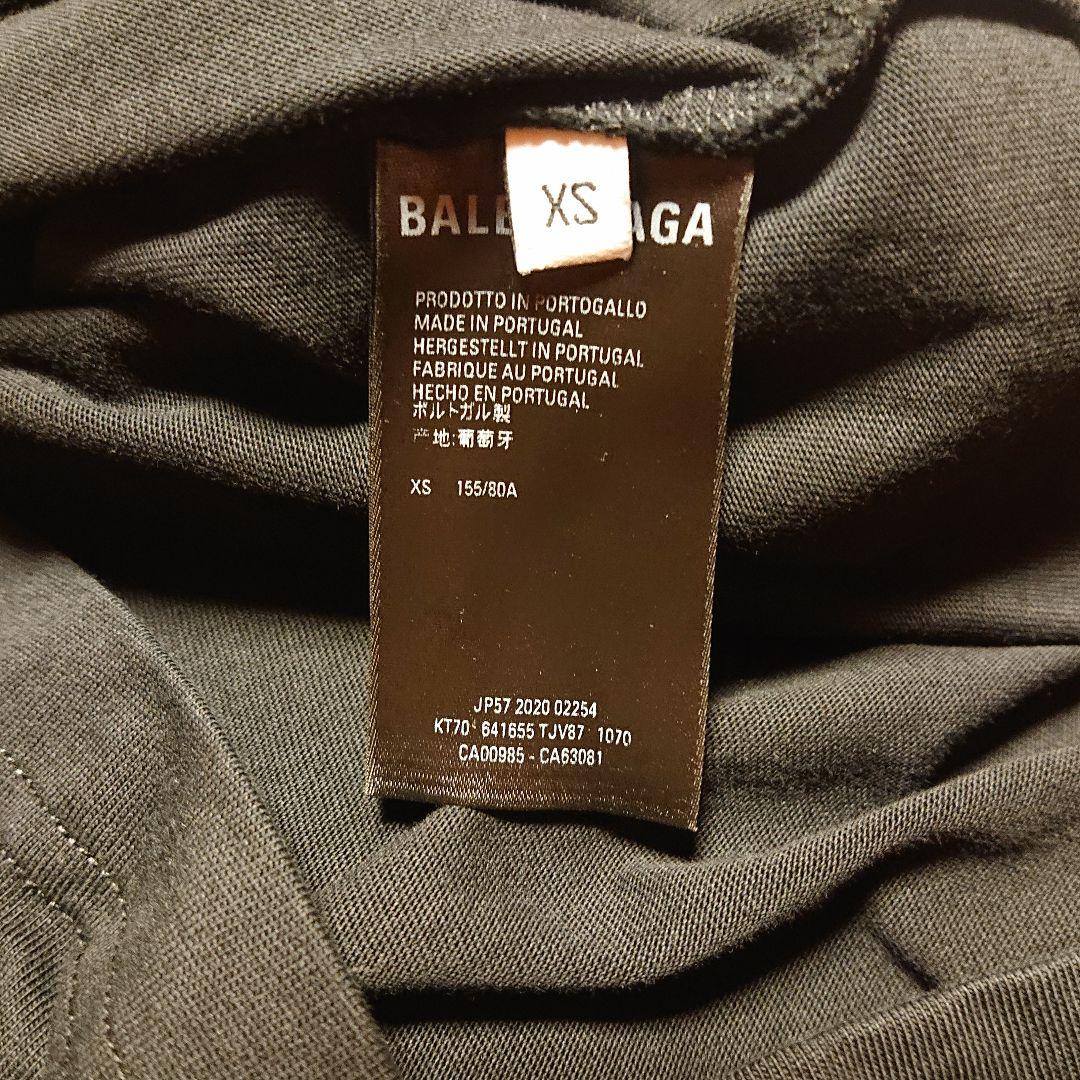 XS
BALE AGA
PRODOTTO IN PORTOGALLO
MADE IN PORTUGAL
HERGESTELLT IN PORTUGAL
FABRIQUE AU PORTUGAL
HECHO EN PORTUGAL
ポルトガル製
产地:葡萄牙
XS 155/80A
JP57 2020 02254
KT70 641655 TJV87 1070
CA00985 - CA63081